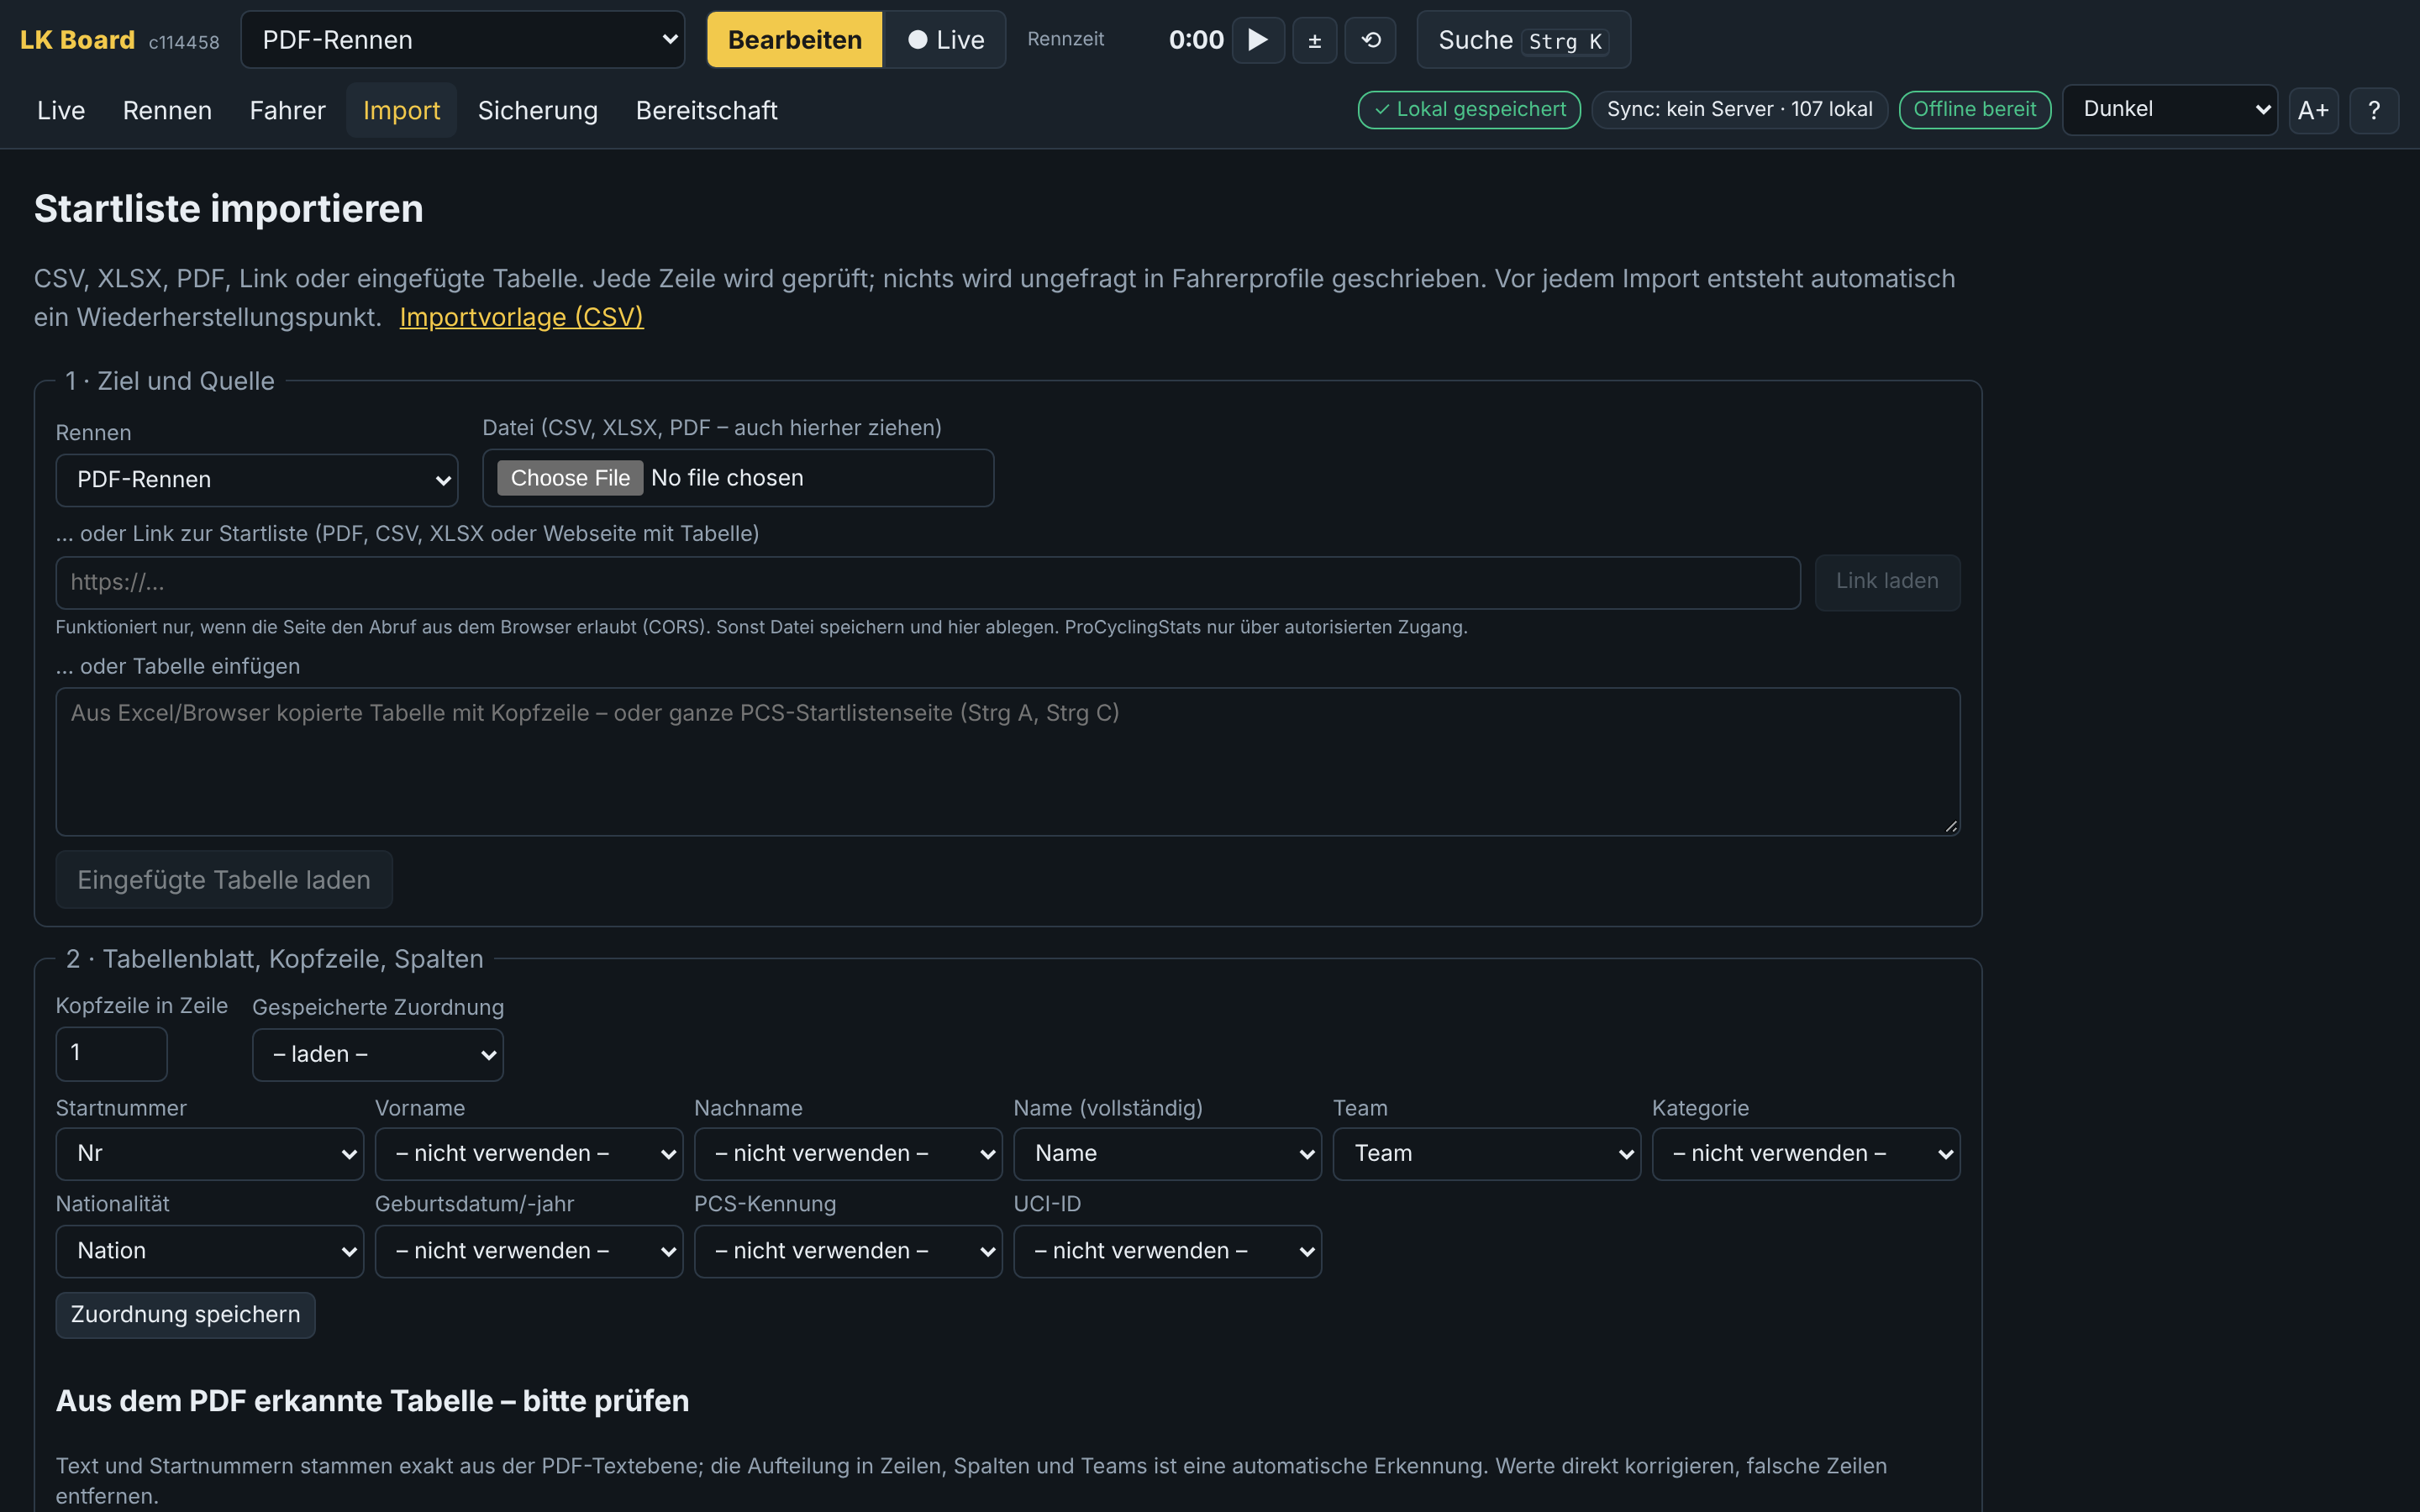 LK Board c114458 PDF-Rennen Bearbeiten Live Rennzeit 0:00 ± Suche Strg K
Live Rennen Fahrer Import Sicherung Bereitschaft ✓ Lokal gespeichert Sync: kein Server · 107 lokal Offline bereit Dunkel A+ ?
Startliste importieren
CSV, XLSX, PDF, Link oder eingefügte Tabelle. Jede Zeile wird geprüft; nichts wird ungefragt in Fahrerprofile geschrieben. Vor jedem Import entsteht automatisch
ein Wiederherstellungspunkt. Importvorlage (CSV)
1 · Ziel und Quelle
Rennen Datei (CSV, XLSX, PDF – auch hierher ziehen)
PDF-Rennen Choose File No file chosen
... oder Link zur Startliste (PDF, CSV, XLSX oder Webseite mit Tabelle)
https://... Link laden
Funktioniert nur, wenn die Seite den Abruf aus dem Browser erlaubt (CORS). Sonst Datei speichern und hier ablegen. ProCyclingStats nur über autorisierten Zugang.
... oder Tabelle einfügen
Aus Excel/Browser kopierte Tabelle mit Kopfzeile – oder ganze PCS-Startlistenseite (Strg A, Strg C)
Eingefügte Tabelle laden
2 · Tabellenblatt, Kopfzeile, Spalten
Kopfzeile in Zeile Gespeicherte Zuordnung
1 – laden –
Startnummer Vorname Nachname Name (vollständig) Team Kategorie
Nr – nicht verwenden – – nicht verwenden – Name Team – nicht verwenden –
Nationalität Geburtsdatum/-jahr PCS-Kennung UCI-ID
Nation – nicht verwenden – – nicht verwenden – – nicht verwenden –
Zuordnung speichern
Aus dem PDF erkannte Tabelle – bitte prüfen
Text und Startnummern stammen exakt aus der PDF-Textebene; die Aufteilung in Zeilen, Spalten und Teams ist eine automatische Erkennung. Werte direkt korrigieren, falsche Zeilen
entfernen.